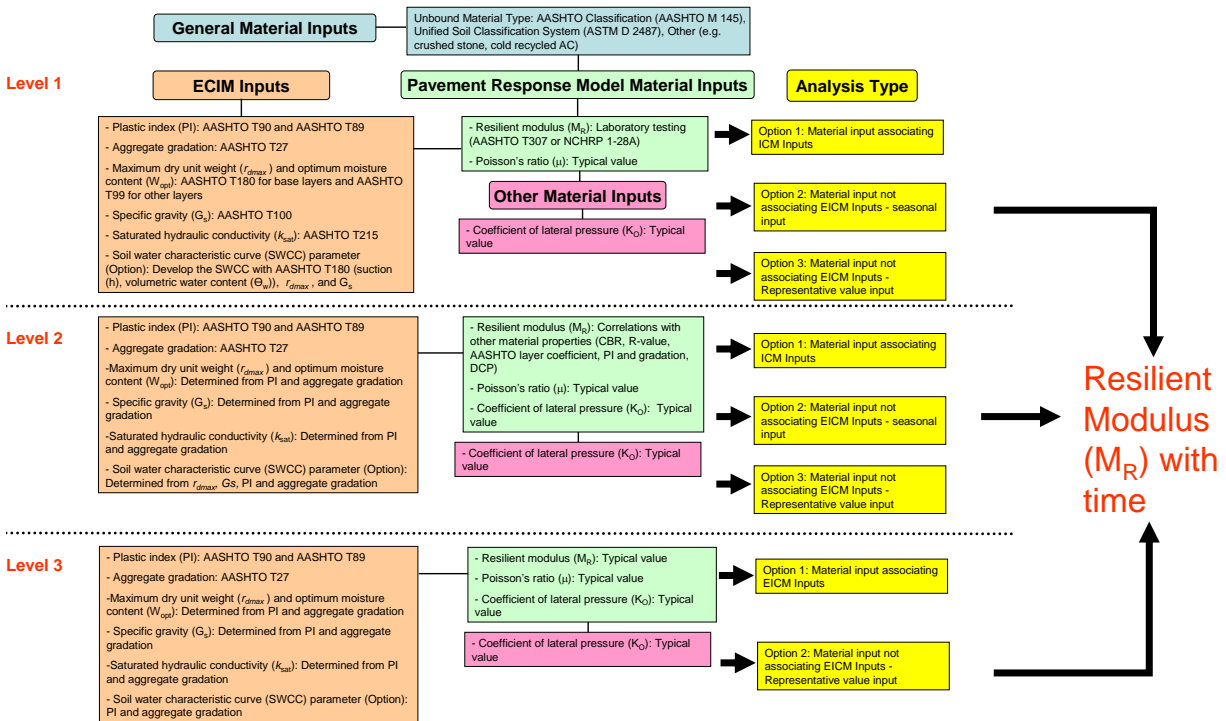 General Material Inputs
Unbound Material Type: AASHTO Classification (AASHTO M 145),
Unified Soil Classification System (ASTM D 2487), Other (e.g.
crushed stone, cold recycled AC)
Level 1
ECIM Inputs
Pavement Response Model Material Inputs
Analysis Type
- Plastic index (PI): AASHTO T90 and AASHTO T89
- Aggregate gradation: AASHTO T27
- Maximum dry unit weight (rdmax) and optimum moisture
content (Wopt): AASHTO T180 for base layers and AASHTO
T99 for other layers
- Specific gravity (Gs): AASHTO T100
- Saturated hydraulic conductivity (ksat): AASHTO T215
- Soil water characteristic curve (SWCC) parameter
(Option): Develop the SWCC with AASHTO T180 (suction
(h), volumetric water content (Θw)), rdmax, and Gs
- Resilient modulus (MR): Laboratory testing
(AASHTO T307 or NCHRP 1-28A)
- Poisson's ratio (μ): Typical value
Other Material Inputs
- Coefficient of lateral pressure (KO): Typical
value
Option 1: Material input associating
ICM Inputs
Option 2: Material input not
associating EICM Inputs - seasonal
input
Option 3: Material input not
associating EICM Inputs -
Representative value input
Level 2
- Plastic index (PI): AASHTO T90 and AASHTO T89
- Aggregate gradation: AASHTO T27
-Maximum dry unit weight (rdmax) and optimum moisture
content (Wopt): Determined from PI and aggregate gradation
- Specific gravity (Gs): Determined from PI and aggregate
gradation
-Saturated hydraulic conductivity (ksat): Determined from PI
and aggregate gradation
- Soil water characteristic curve (SWCC) parameter (Option):
Determined from rdmax, Gs, PI and aggregate gradation
- Resilient modulus (MR): Correlations with
other material properties (CBR, R-value,
AASHTO layer coefficient, PI and gradation,
DCP)
- Poisson's ratio (μ): Typical value
- Coefficient of lateral pressure (KO): Typical
value
- Coefficient of lateral pressure (KO): Typical
value
Option 1: Material input associating
ICM Inputs
Option 2: Material input not
associating EICM Inputs - seasonal
input
Option 3: Material input not
associating EICM Inputs -
Representative value input
Resilient
Modulus
(MR) with
time
Level 3
- Plastic index (PI): AASHTO T90 and AASHTO T89
- Aggregate gradation: AASHTO T27
-Maximum dry unit weight (rdmax) and optimum moisture
content (Wopt): Determined from PI and aggregate gradation
- Specific gravity (Gs): Determined from PI and aggregate
gradation
-Saturated hydraulic conductivity (ksat): Determined from PI
and aggregate gradation
- Soil water characteristic curve (SWCC) parameter (Option):
PI and aggregate gradation
- Resilient modulus (MR): Typical value
- Poisson's ratio (μ): Typical value
- Coefficient of lateral pressure (KO): Typical
value
- Coefficient of lateral pressure (KO): Typical
value
Option 1: Material input associating
EICM Inputs
Option 2: Material input not
associating EICM Inputs -
Representative value input